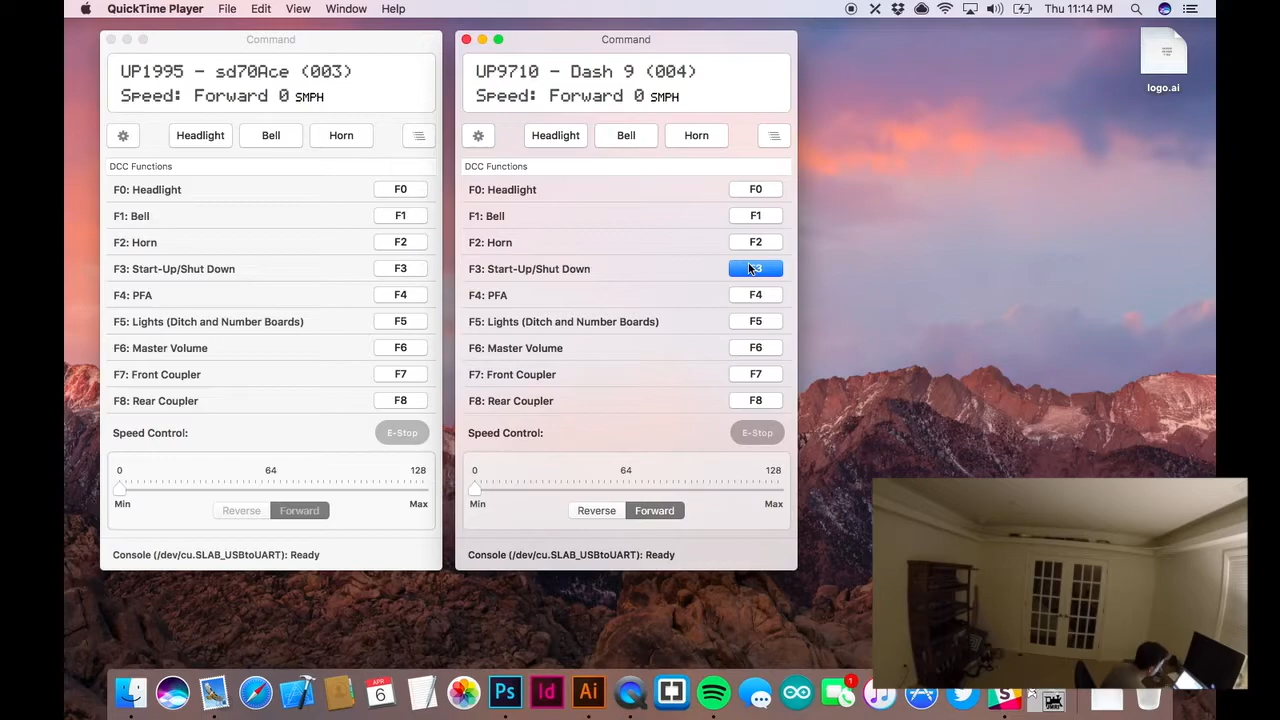 QuickTime Player File Edit View Window Help Thu 11:14 PM
Command
UP1995 - sd70Ace (003)
Speed: Forward 0 SMPH
Headlight Bell Horn
DCC Functions
F0: Headlight F0
F1: Bell F1
F2: Horn F2
F3: Start-Up/Shut Down F3
F4: PFA F4
F5: Lights (Ditch and Number Boards) F5
F6: Master Volume F6
F7: Front Coupler F7
F8: Rear Coupler F8
Speed Control: E-Stop
0 64 128
Min Max
Reverse Forward
Console (/dev/cu.SLAB_USBtoUART): Ready
Command
UP9710 - Dash 9 (004)
Speed: Forward 0 SMPH
Headlight Bell Horn
DCC Functions
F0: Headlight F0
F1: Bell F1
F2: Horn F2
F3: Start-Up/Shut Down
F4: PFA F4
F5: Lights (Ditch and Number Boards) F5
F6: Master Volume F6
F7: Front Coupler F7
F8: Rear Coupler F8
Speed Control: E-Stop
0 64 128
Min Max
Reverse Forward
Console (/dev/cu.SLAB_USBtoUART): Ready
logo.ai
APR
6
Ps Id Ai
1